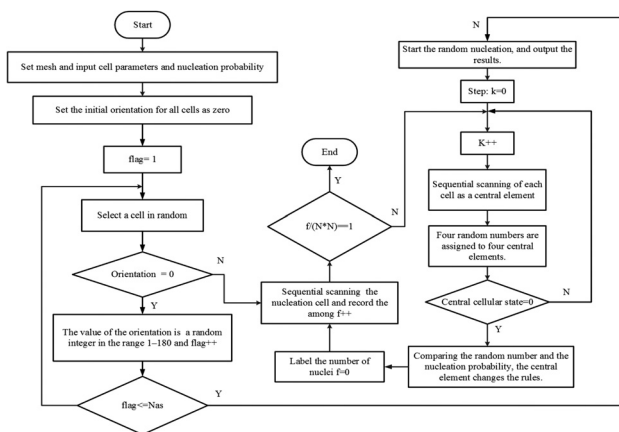 Start
Set mesh and input cell parameters and nucleation probability
Set the initial orientation for all cells as zero
flag= 1
Select a cell in random
Orientation = 0
N
Y
The value of the orientation is a random
integer in the range 1–180 and flag++
flag<=Nas
Y
N
Start the random nucleation, and output the
results.
Step: k=0
K++
Sequential scanning of each
cell as a central element
Four random numbers are
assigned to four central
elements.
Central cellular state=0
N
Y
Comparing the random number and the
nucleation probability, the central
element changes the rules.
Label the number of
nuclei f=0
Sequential scanning the
nucleation cell and record the
among f++
f/(N*N)==1
N
Y
End